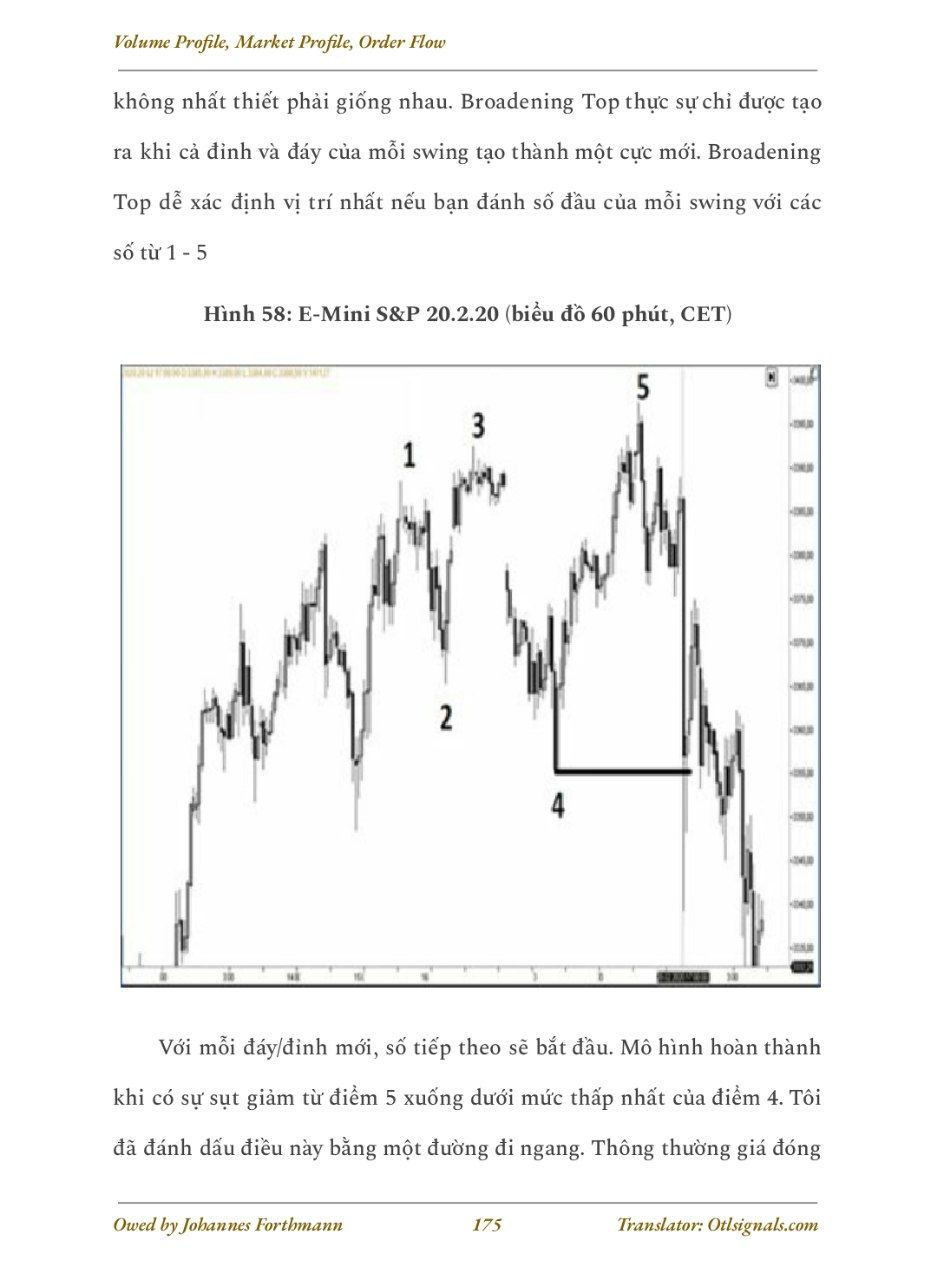 Volume Profile, Market Profile, Order Flow
không nhất thiết phải giống nhau. Broadening Top thực sự chỉ được tạo
ra khi cả đỉnh và đáy của mỗi swing tạo thành một cực mới. Broadening
Top dễ xác định vị trí nhất nếu bạn đánh số đầu của mỗi swing với các
số từ 1 - 5
Hình 58: E-Mini S&P 20.2.20 (biểu đồ 60 phút, CET)
5
3
1
2
4
Với mỗi đáy/đỉnh mới, số tiếp theo sẽ bắt đầu. Mô hình hoàn thành
khi có sự sụt giảm từ điểm 5 xuống dưới mức thấp nhất của điểm 4. Tôi
đã đánh dấu điều này bằng một đường đi ngang. Thông thường giá đóng
Owed by Johannes Forthmann 175 Translator: Otlsignals.com